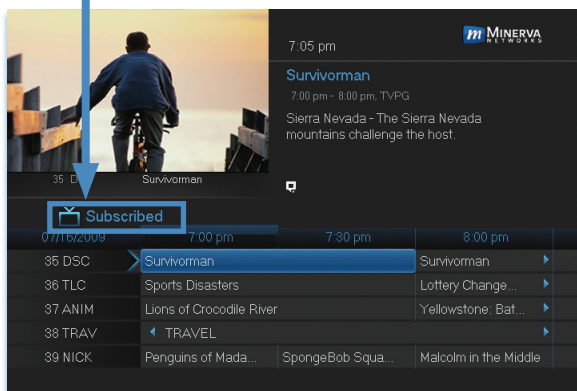 7:05 pm
m MINERVA
NETWORKS
Survivorman
7:00 pm - 8:00 pm, TVPG
Sierra Nevada - The Sierra Nevada
mountains challenge the host.
35 D Survivorman
Subscribed
07/16/2009 7:00 pm 7:30 pm 8:00 pm
35 DSC Survivorman Survivorman
36 TLC Sports Disasters Lottery Change...
37 ANIM Lions of Crocodile River Yellowstone: Bat...
38 TRAV TRAVEL
39 NICK Penguins of Mada... SpongeBob Squa... Malcolm in the Middle